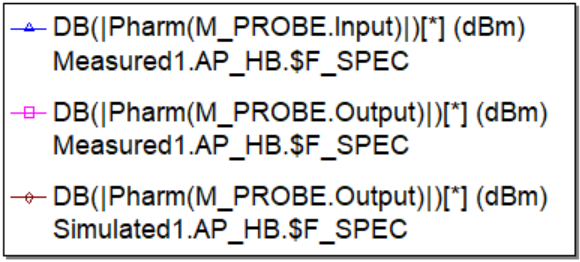 DB(|Pharm(M_PROBE.Input)|)[*] (dBm)
Measured1.AP_HB.$F_SPEC
DB(|Pharm(M_PROBE.Output)|)[*] (dBm)
Measured1.AP_HB.$F_SPEC
DB(|Pharm(M_PROBE.Output)|)[*] (dBm)
Simulated1.AP_HB.$F_SPEC